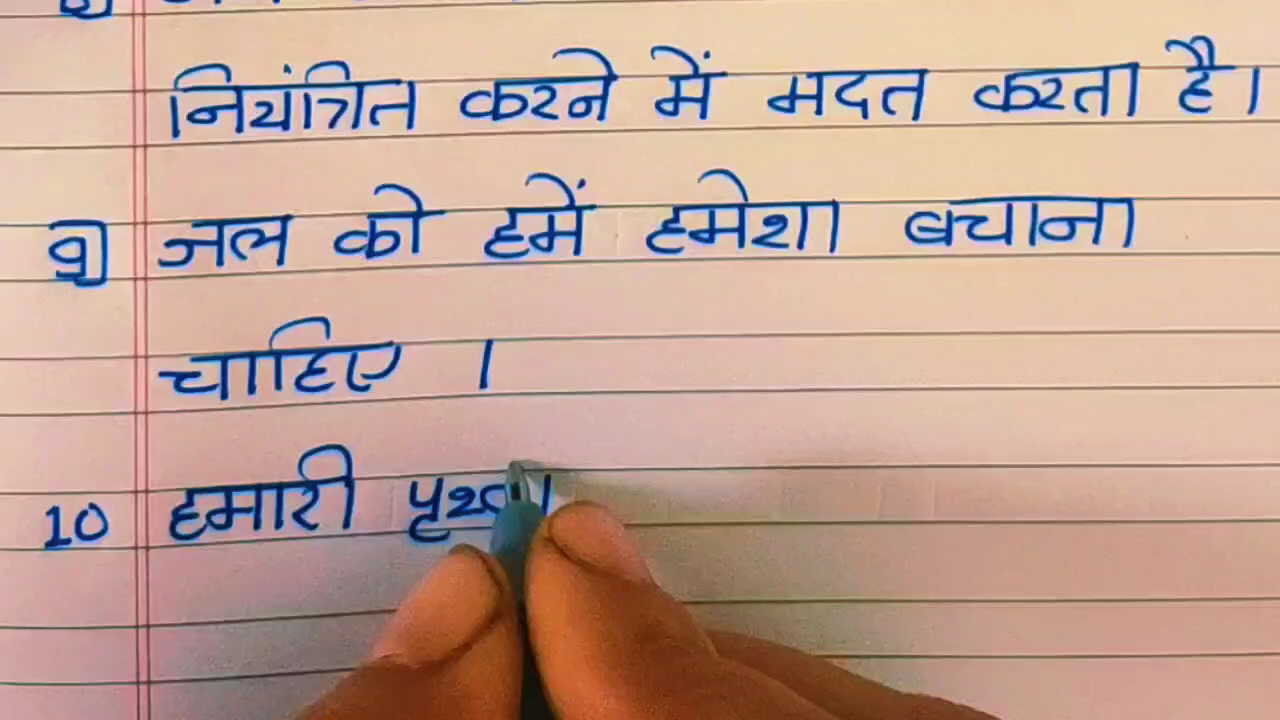 नियंत्रित करने में मदत करता है।
9) जल को हमें हमेशा बचाना
चाहिए ।
10 हमारी